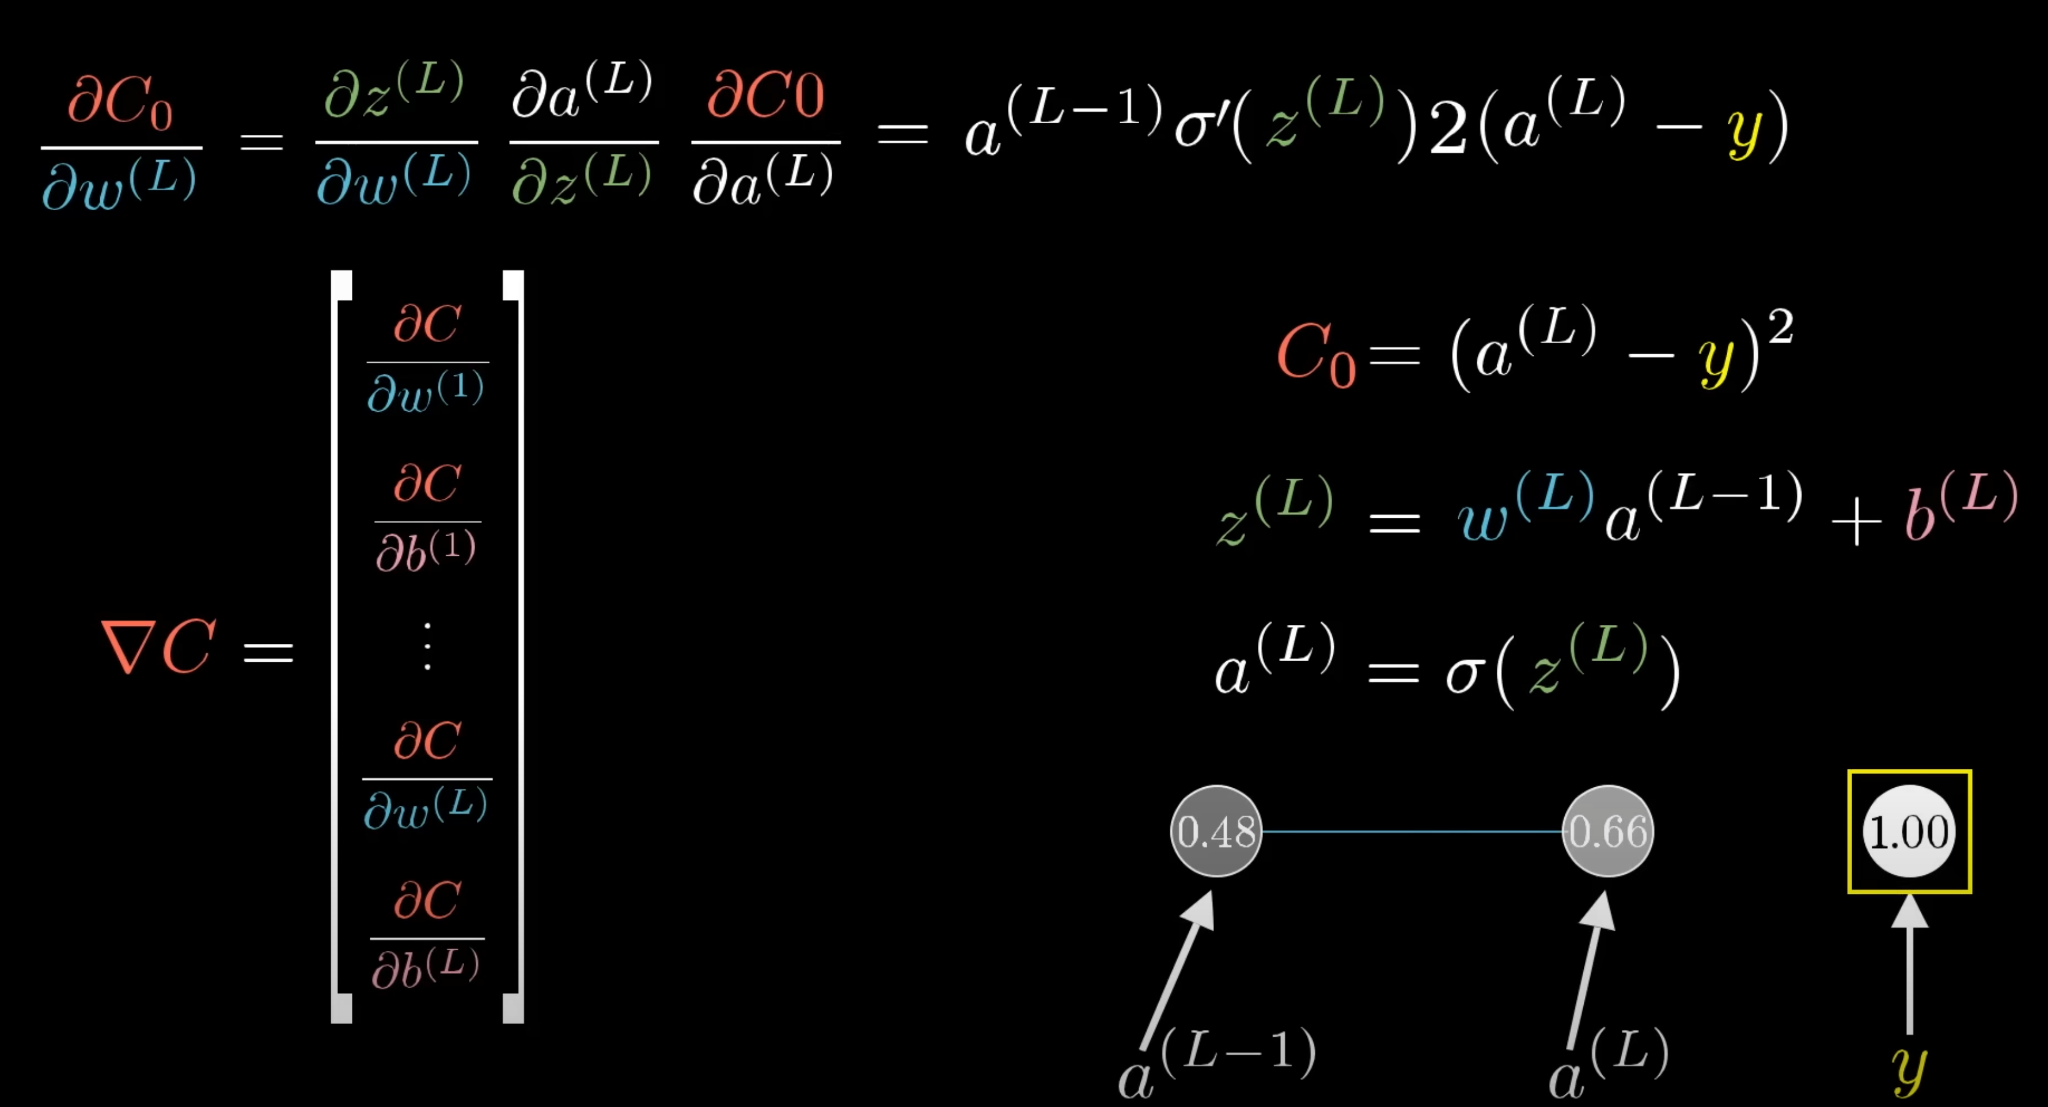 ∂C₀/∂w⁽ᴸ⁾ = ∂z⁽ᴸ⁾/∂w⁽ᴸ⁾ ∂a⁽ᴸ⁾/∂z⁽ᴸ⁾ ∂C0/∂a⁽ᴸ⁾ = a⁽ᴸ⁻¹⁾σ′(z⁽ᴸ⁾)2(a⁽ᴸ⁾ − y)
∇C = [ ∂C/∂w⁽¹⁾
∂C/∂b⁽¹⁾
⋮
∂C/∂w⁽ᴸ⁾
∂C/∂b⁽ᴸ⁾ ]
C₀ = (a⁽ᴸ⁾ − y)²
z⁽ᴸ⁾ = w⁽ᴸ⁾a⁽ᴸ⁻¹⁾ + b⁽ᴸ⁾
a⁽ᴸ⁾ = σ(z⁽ᴸ⁾)
0.48 0.66 1.00
a⁽ᴸ⁻¹⁾ a⁽ᴸ⁾ y